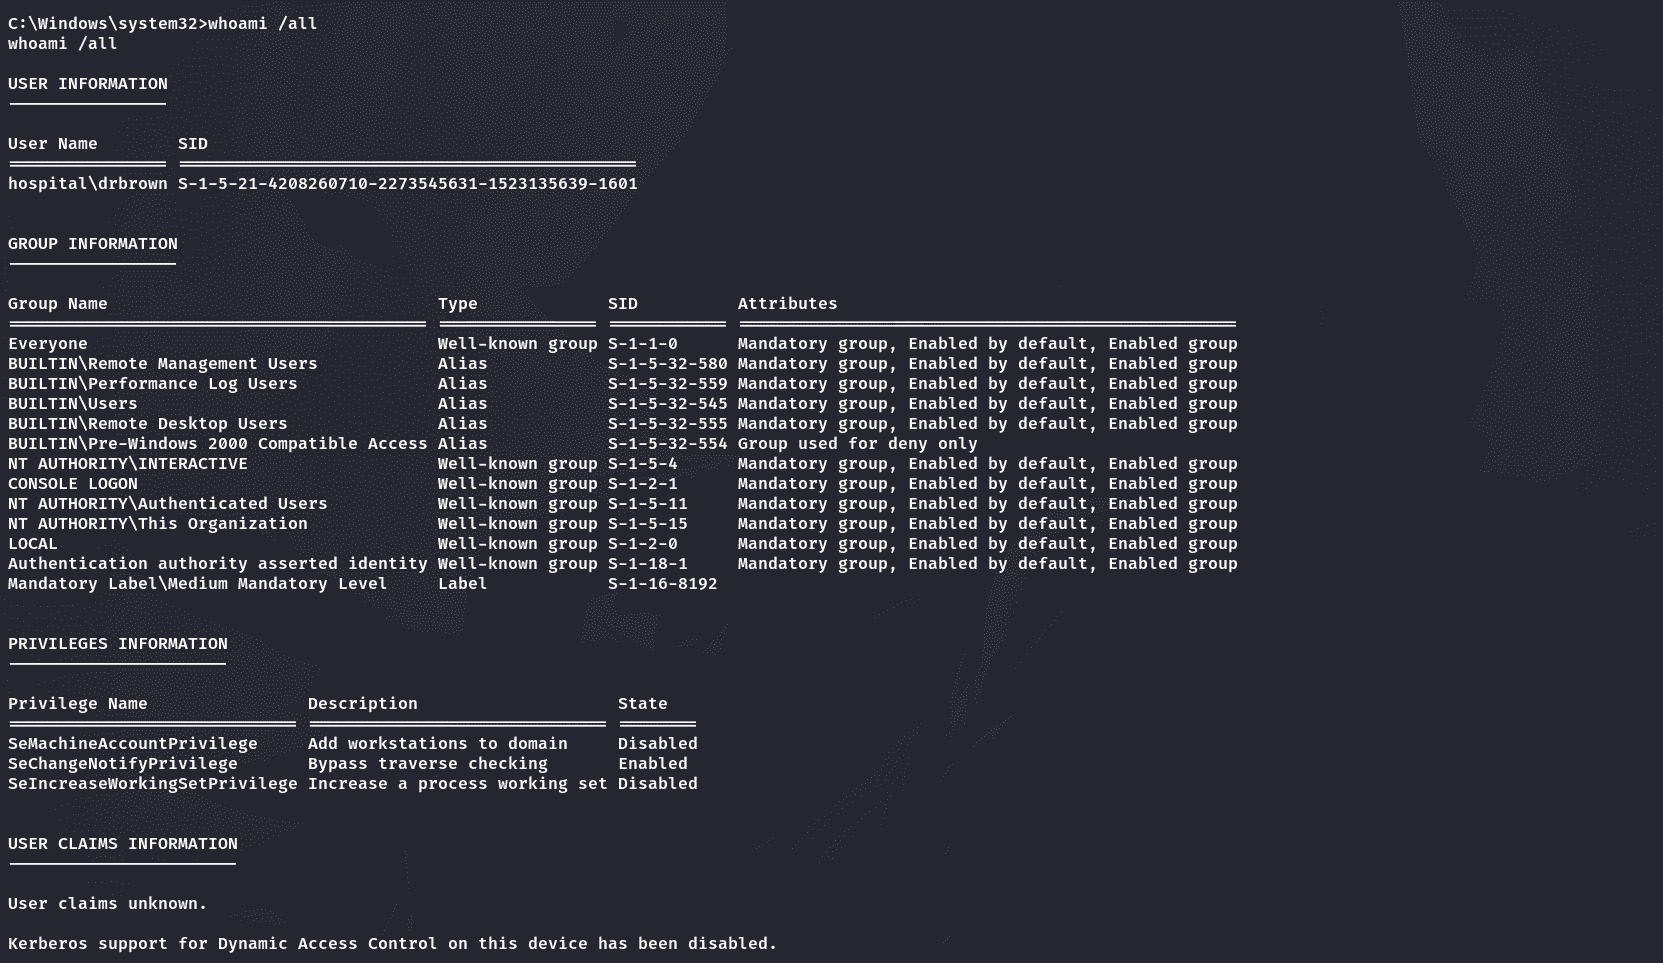 C:\Windows\system32>whoami /all
whoami /all
USER INFORMATION
User Name SID
hospital\drbrown S-1-5-21-4208260710-2273545631-1523135639-1601
GROUP INFORMATION
Group Name Type SID Attributes
Everyone Well-known group S-1-1-0 Mandatory group, Enabled by default, Enabled group
BUILTIN\Remote Management Users Alias S-1-5-32-580 Mandatory group, Enabled by default, Enabled group
BUILTIN\Performance Log Users Alias S-1-5-32-559 Mandatory group, Enabled by default, Enabled group
BUILTIN\Users Alias S-1-5-32-545 Mandatory group, Enabled by default, Enabled group
BUILTIN\Remote Desktop Users Alias S-1-5-32-555 Mandatory group, Enabled by default, Enabled group
BUILTIN\Pre-Windows 2000 Compatible Access Alias S-1-5-32-554 Group used for deny only
NT AUTHORITY\INTERACTIVE Well-known group S-1-5-4 Mandatory group, Enabled by default, Enabled group
CONSOLE LOGON Well-known group S-1-2-1 Mandatory group, Enabled by default, Enabled group
NT AUTHORITY\Authenticated Users Well-known group S-1-5-11 Mandatory group, Enabled by default, Enabled group
NT AUTHORITY\This Organization Well-known group S-1-5-15 Mandatory group, Enabled by default, Enabled group
LOCAL Well-known group S-1-2-0 Mandatory group, Enabled by default, Enabled group
Authentication authority asserted identity Well-known group S-1-18-1 Mandatory group, Enabled by default, Enabled group
Mandatory Label\Medium Mandatory Level Label S-1-16-8192
PRIVILEGES INFORMATION
Privilege Name Description State
SeMachineAccountPrivilege Add workstations to domain Disabled
SeChangeNotifyPrivilege Bypass traverse checking Enabled
SeIncreaseWorkingSetPrivilege Increase a process working set Disabled
USER CLAIMS INFORMATION
User claims unknown.
Kerberos support for Dynamic Access Control on this device has been disabled.